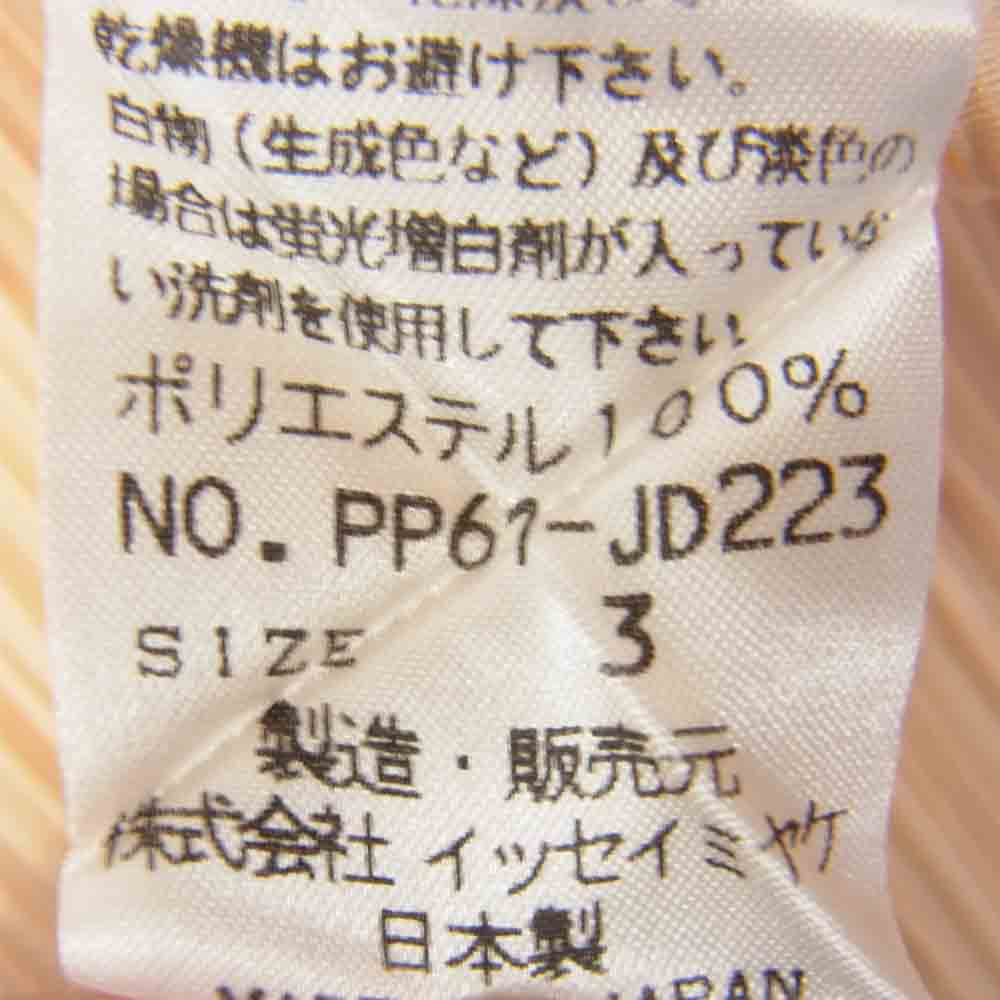 乾燥機はお避け下さい。
白物（生成色など）及び淡色の
場合は蛍光増白剤が入っていな
い洗剤を使用して下さい
ポリエステル100%
NO. PP61-JD223
SIZE 3
製造・販売元
株式会社イッセイミヤケ
日本製
JAPAN